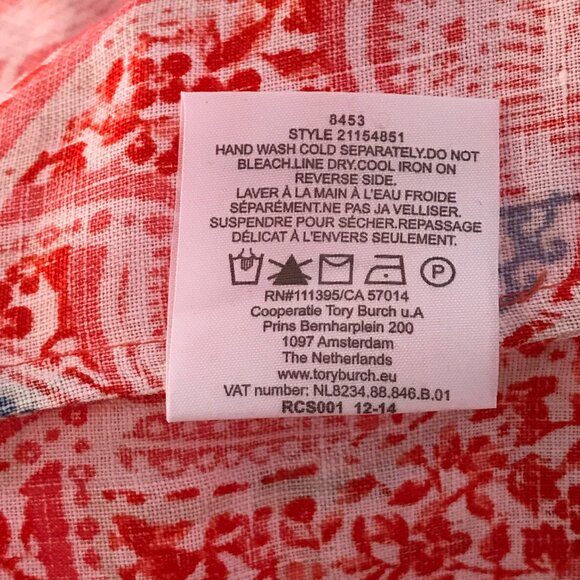 8453
STYLE 21154851
HAND WASH COLD SEPARATELY.DO NOT
BLEACH.LINE DRY.COOL IRON ON
REVERSE SIDE.
LAVER À LA MAIN À L'EAU FROIDE
SÉPARÉMENT.NE PAS JA VELLISER.
SUSPENDRE POUR SÉCHER.REPASSAGE
DÉLICAT À L'ENVERS SEULEMENT.
P
RN#111395/CA 57014
Cooperatie Tory Burch u.A
Prins Bernharplein 200
1097 Amsterdam
The Netherlands
www.toryburch.eu
VAT number: NL8234.88.846.B.01
RCS001 12-14